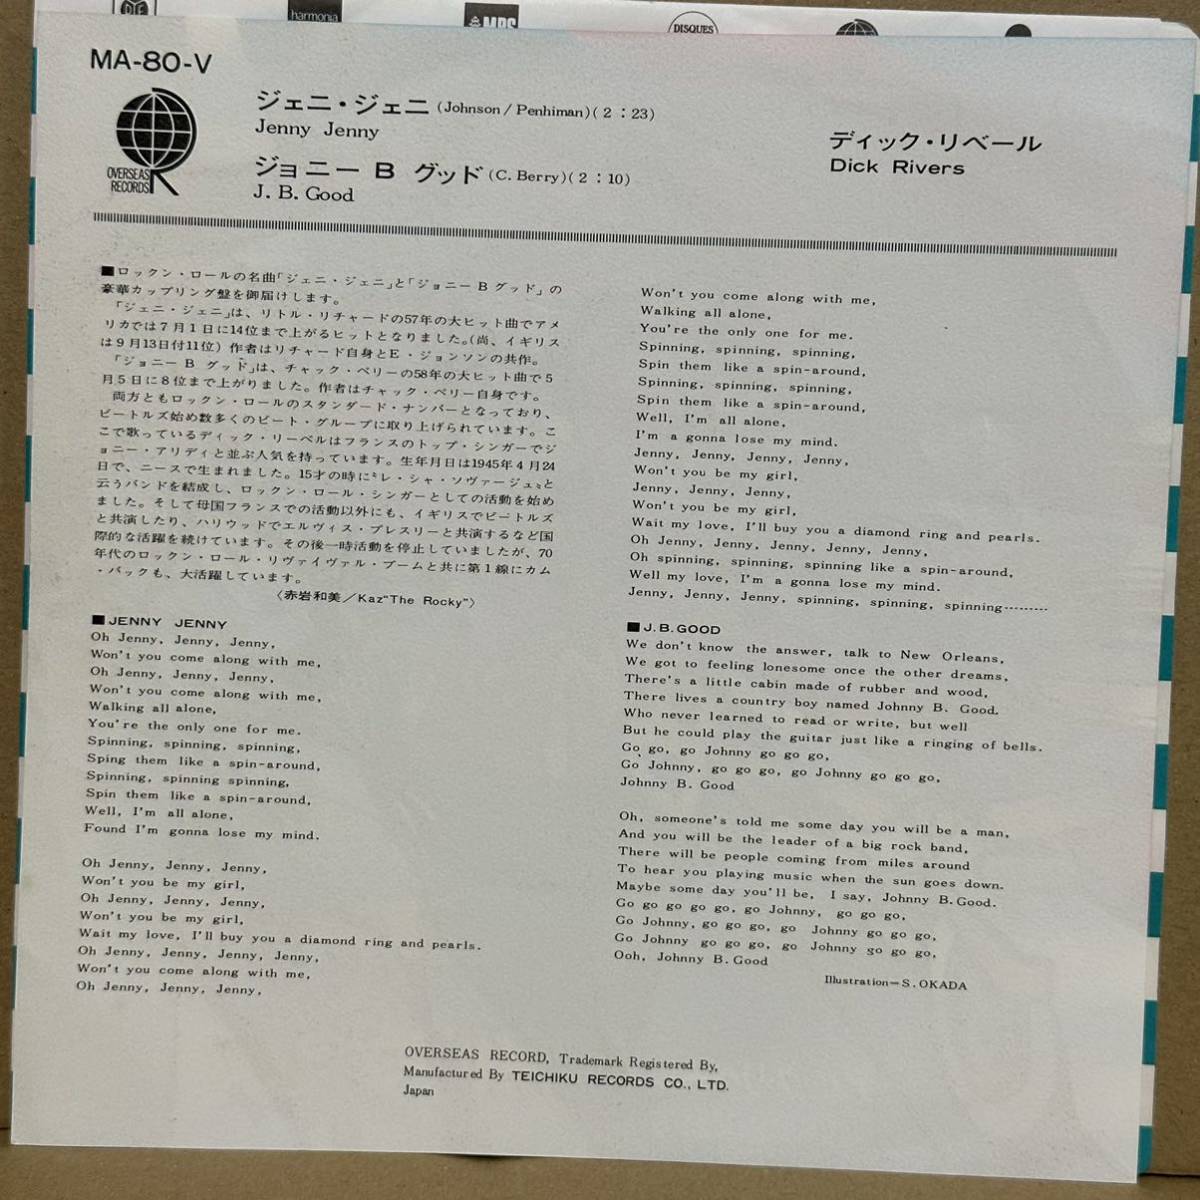 harmonia
MPS
DISQUES
MA-80-V
OVERSEAS
RECORDS
ジェニ・ジェニ (Johnson / Penhiman)(2:23)
Jenny Jenny
ジョニー B グッド (C. Berry)(2:10)
J. B. Good
ディック・リベール
Dick Rivers
■ロックン・ロールの名曲「ジェニ・ジェニ」と「ジョニー B グッド」の
豪華カップリング盤を御届けします。
「ジェニ・ジェニ」は、リトル・リチャードの57年の大ヒット曲でアメ
リカでは7月1日に14位まで上がるヒットとなりました。(尚、イギリス
は9月13日付11位) 作者はリチャード自身とE・ジョンソンの共作。
「ジョニー B グッド」は、チャック・ベリーの58年の大ヒット曲で5
月5日に8位まで上がりました。作者はチャック・ベリー自身です。
両方ともロックン・ロールのスタンダード・ナンバーとなっており、
ビートルズ始め数多くのビート・グループに取り上げられています。こ
こで歌っているディック・リーベルはフランスのトップ・シンガーでジ
ョニー・アリディと並ぶ人気を持っています。生年月日は1945年4月24
日で、ニースで生まれました。15才の時に〝レ・シャ・ソヴァージュ〟と
云うバンドを結成し、ロックン・ロール・シンガーとしての活動を始め
ました。そして母国フランスでの活動以外にも、イギリスでビートルズ
と共演したり、ハリウッドでエルヴィス・プレスリーと共演するなど国
際的な活躍を続けています。その後一時活動を停止していましたが、70
年代のロックン・ロール・リヴァイヴァル・ブームと共に第1線にカム
・バックも、大活躍しています。
〈赤岩和美／Kaz"The Rocky"〉
■JENNY JENNY
Oh Jenny, Jenny, Jenny,
Won't you come along with me,
Oh Jenny, Jenny, Jenny,
Won't you come along with me,
Walking all alone,
You're the only one for me.
Spinning, spinning, spinning,
Sping them like a spin-around,
Spinning, spinning spinning,
Spin them like a spin-around,
Well, I'm all alone,
Found I'm gonna lose my mind.
Oh Jenny, Jenny, Jenny,
Won't you be my girl,
Oh Jenny, Jenny, Jenny,
Won't you be my girl,
Wait my love, I'll buy you a diamond ring and pearls.
Oh Jenny, Jenny, Jenny, Jenny,
Won't you come along with me,
Oh Jenny, Jenny, Jenny,
Won't you come along with me,
Walking all alone,
You're the only one for me.
Spinning, spinning, spinning,
Spin them like a spin-around,
Spinning, spinning, spinning,
Spin them like a spin-around,
Well, I'm all alone,
I'm a gonna lose my mind.
Jenny, Jenny, Jenny, Jenny,
Won't you be my girl,
Jenny, Jenny, Jenny,
Won't you be my girl,
Wait my love, I'll buy you a diamond ring and pearls.
Oh Jenny, Jenny, Jenny, Jenny, Jenny,
Oh spinning, spinning, spinning like a spin-around,
Well my love, I'm a gonna lose my mind.
Jenny, Jenny, Jenny, spinning, spinning, spinning………
■J.B.GOOD
We don't know the answer, talk to New Orleans,
We got to feeling lonesome once the other dreams,
There's a little cabin made of rubber and wood,
There lives a country boy named Johnny B. Good.
Who never learned to read or write, but well
But he could play the guitar just like a ringing of bells.
Go go, go Johnny go go go,
Go Johnny, go go go, go Johnny go go go,
Johnny B. Good
Oh, someone's told me some day you will be a man,
And you will be the leader of a big rock band,
There will be people coming from miles around
To hear you playing music when the sun goes down.
Maybe some day you'll be, I say, Johnny B. Good.
Go go go go go, go Johnny, go go go,
Go Johnny, go go go, go Johnny go go go,
Go Johnny go go go, go Johnny go go go,
Ooh, Johnny B. Good
Illustration=S. OKADA
OVERSEAS RECORD, Trademark Registered By,
Manufactured By TEICHIKU RECORDS CO., LTD.
Japan